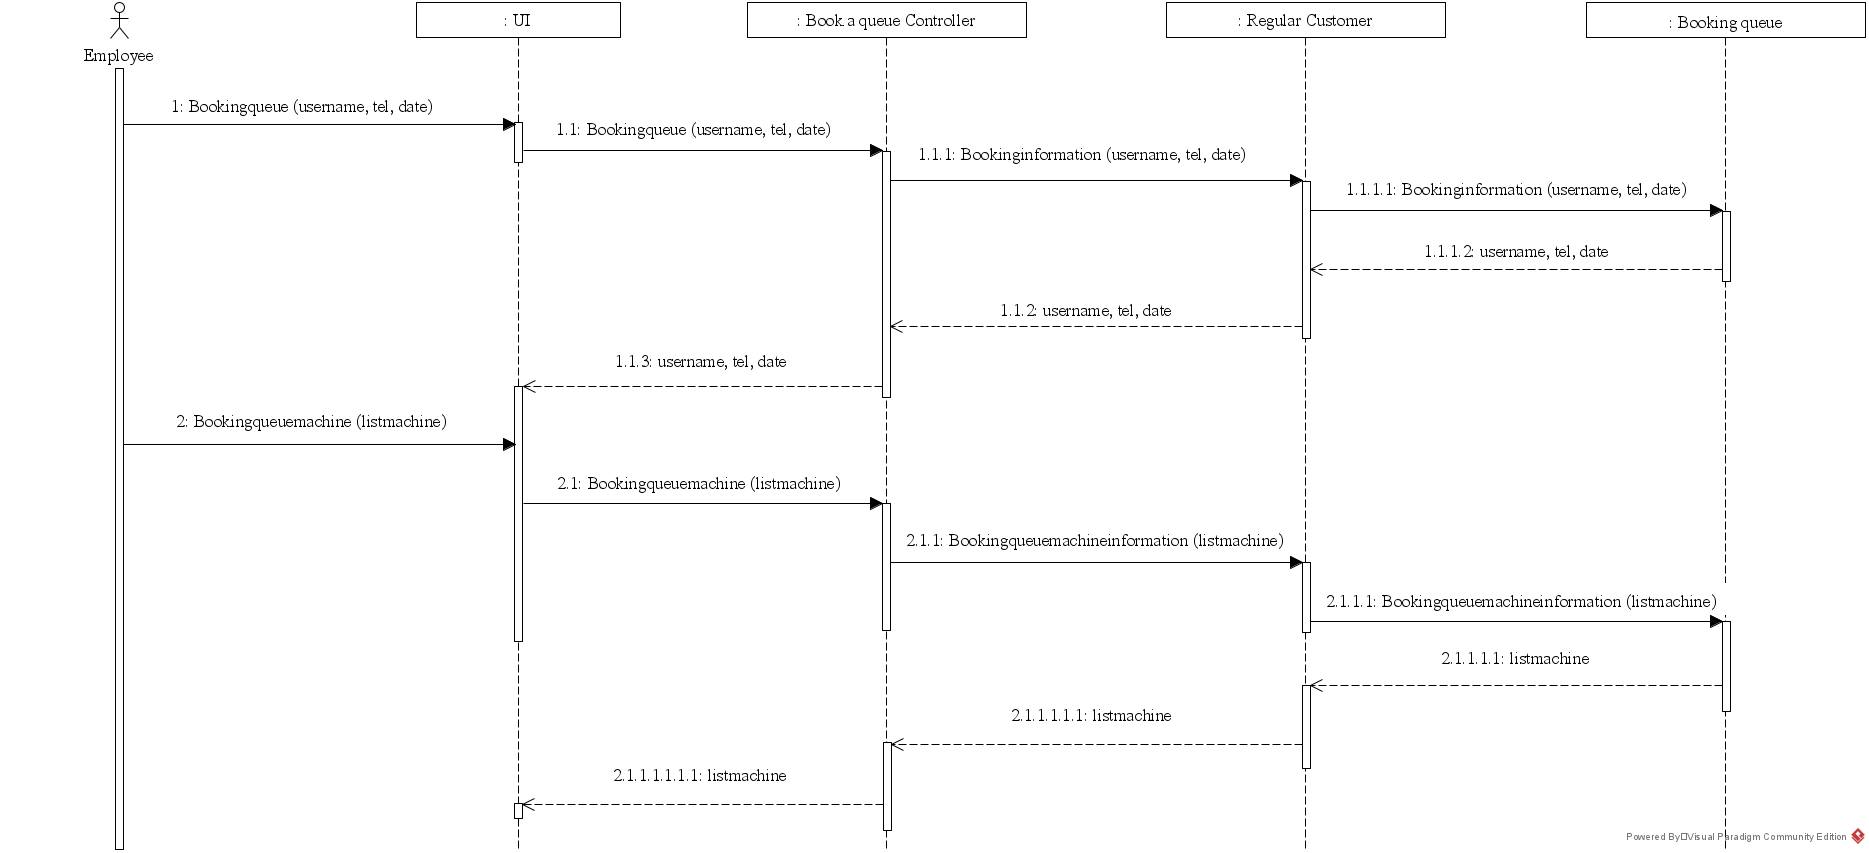 : UI
: Book a queue Controller
: Regular Customer
: Booking queue
Employee
1: Bookingqueue (username, tel, date)
1.1: Bookingqueue (username, tel, date)
1.1.1: Bookinginformation (username, tel, date)
1.1.1.1: Bookinginformation (username, tel, date)
1.1.1.2: username, tel, date
1.1.2: username, tel, date
1.1.3: username, tel, date
2: Bookingqueuemachine (listmachine)
2.1: Bookingqueuemachine (listmachine)
2.1.1: Bookingqueuemachineinformation (listmachine)
2.1.1.1: Bookingqueuemachineinformation (listmachine)
2.1.1.1.1: listmachine
2.1.1.1.1.1: listmachine
2.1.1.1.1.1.1: listmachine
Powered By□Visual Paradigm Community Edition